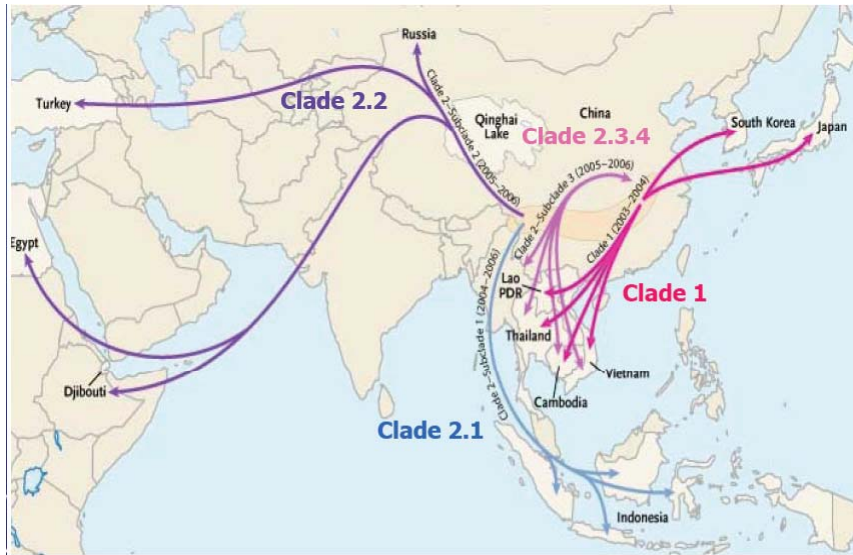 Russia
Turkey
Clade 2.2
Clade 2–Subclade 2 (2005–2006)
Qinghai
Lake
China
Clade 2.3.4
South Korea
Japan
Clade 2–Subclade 3 (2005–2006)
Clade 1 (2003–2004)
Egypt
Lao
PDR
Clade 1
Clade 2–Subclade 1 (2004–2006)
Thailand
Djibouti
Vietnam
Cambodia
Clade 2.1
Indonesia